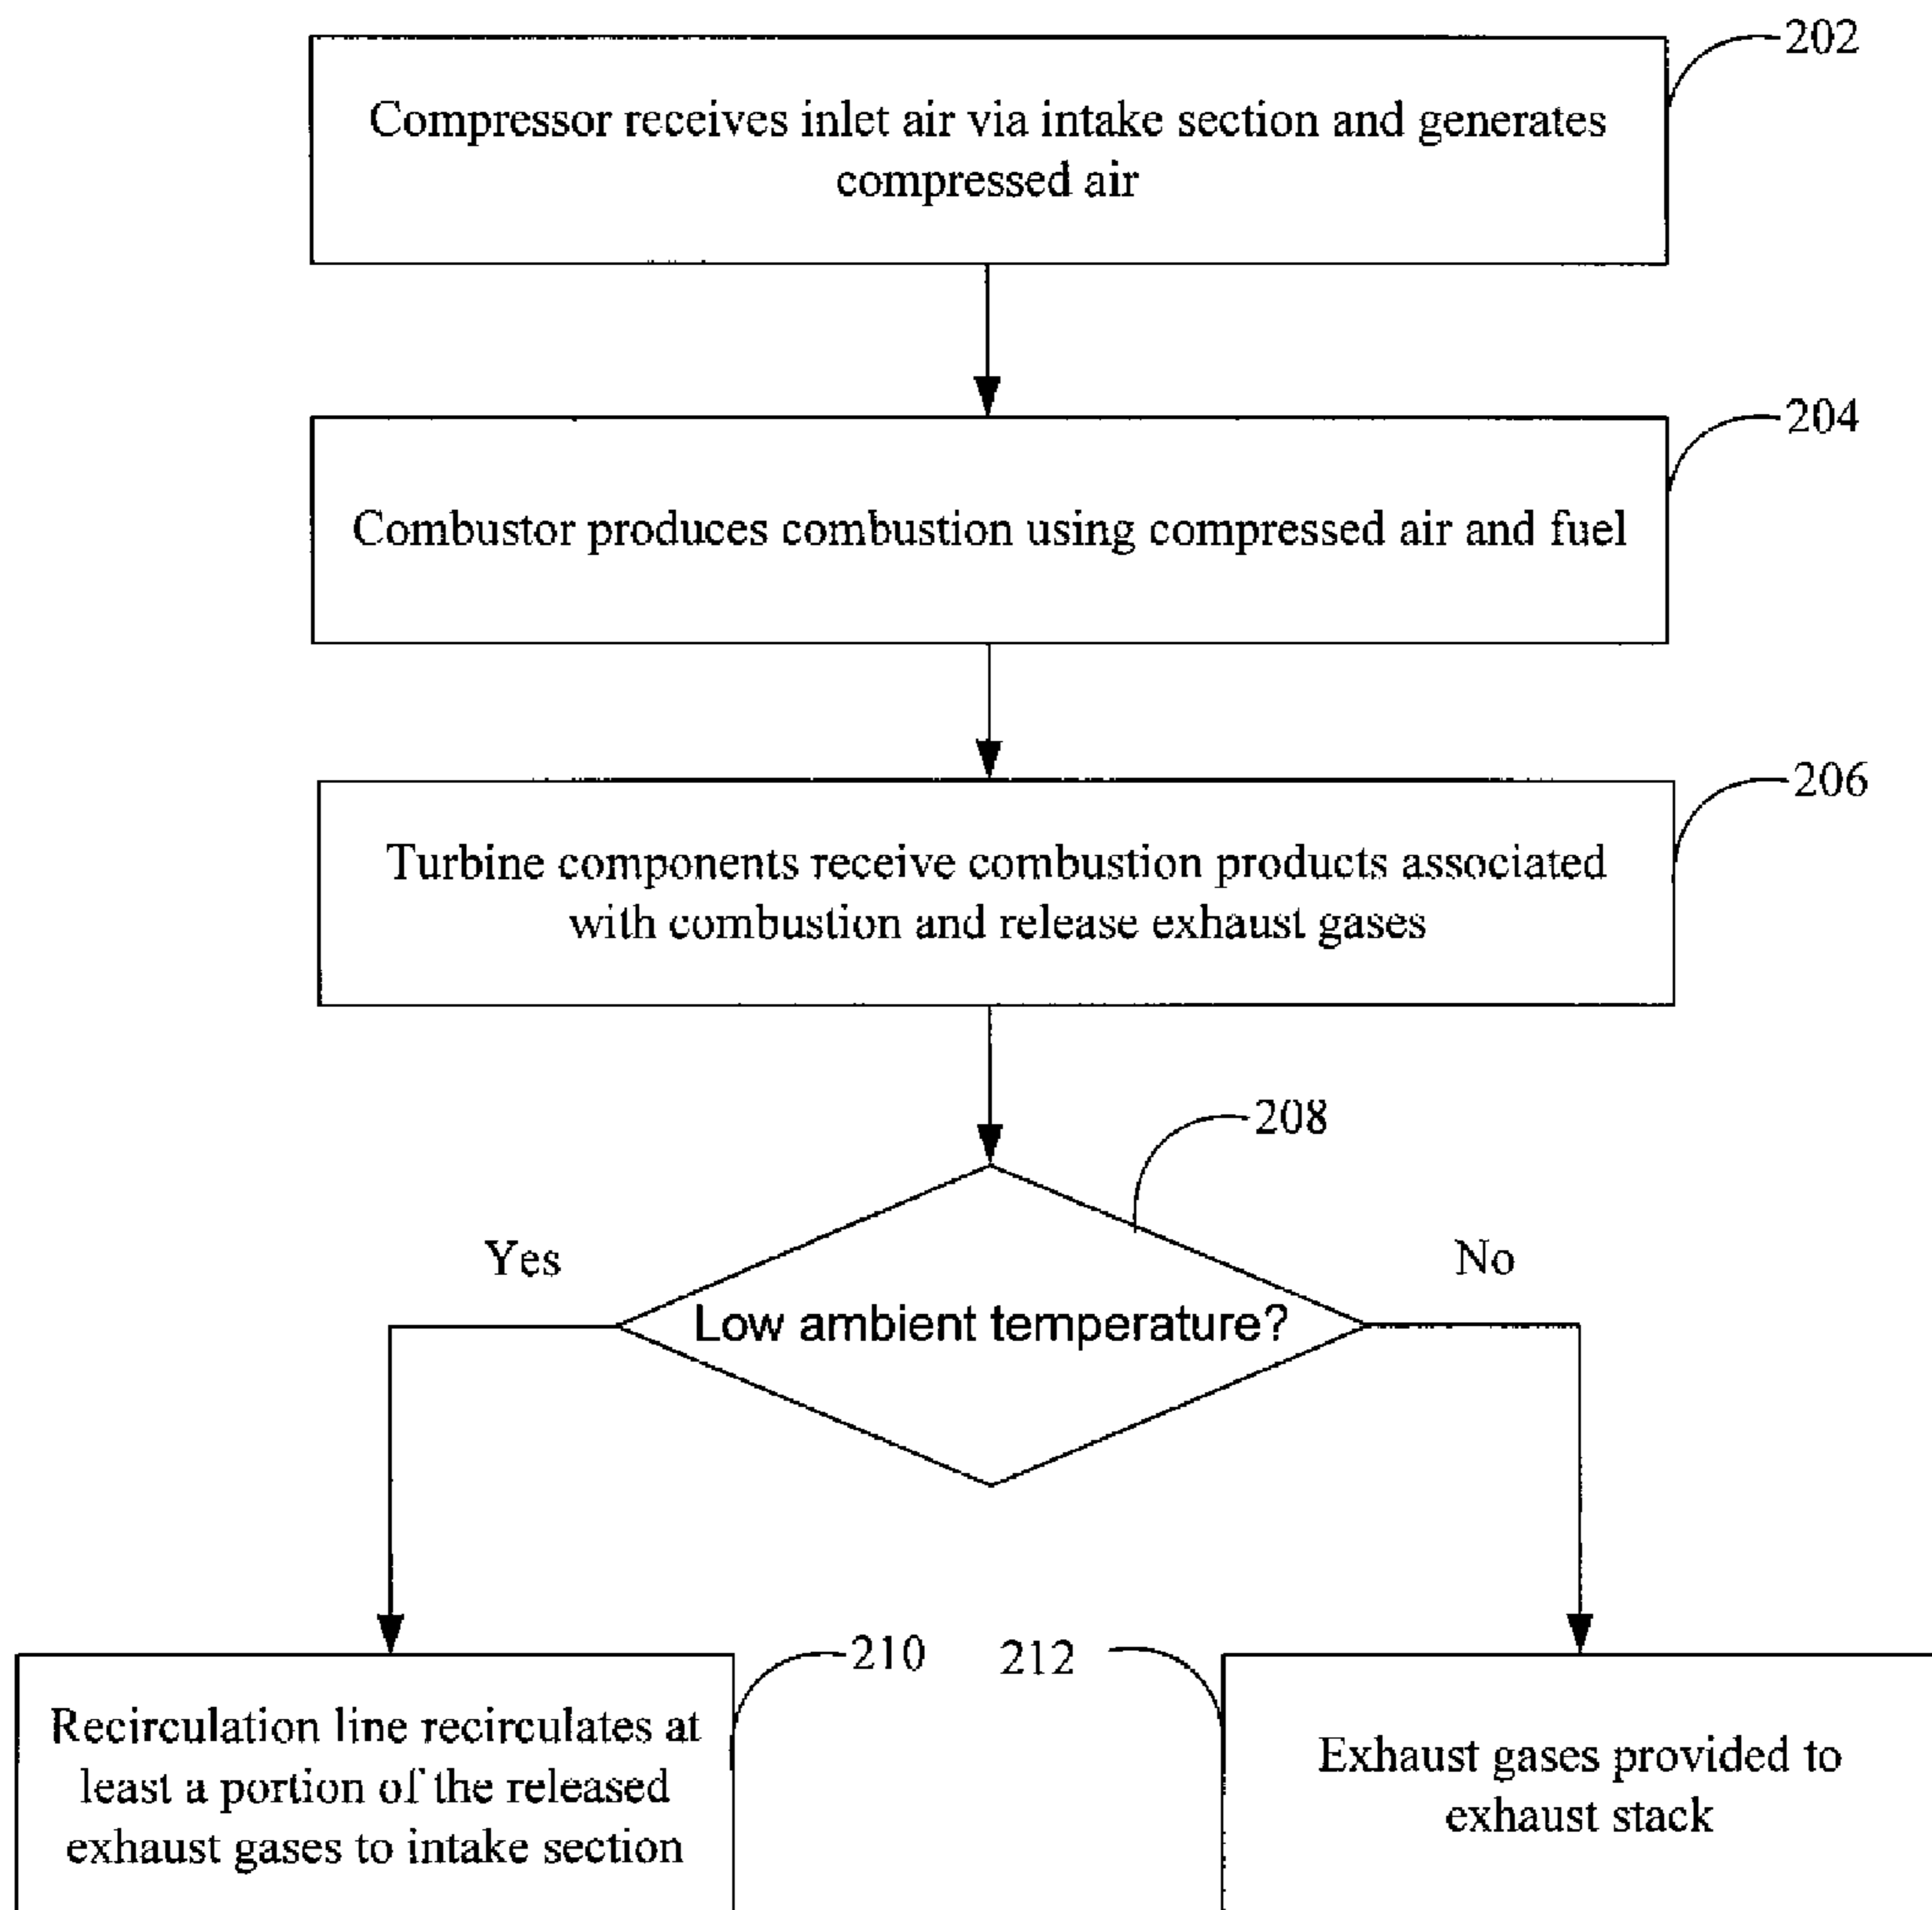 202
Compressor receives inlet air via intake section and generates
compressed air
204
Combustor produces combustion using compressed air and fuel
206
Turbine components receive combustion products associated
with combustion and release exhaust gases
208
Yes
No
Low ambient temperature?
210
212
Recirculation line recirculates at
least a portion of the released
exhaust gases to intake section
Exhaust gases provided to
exhaust stack